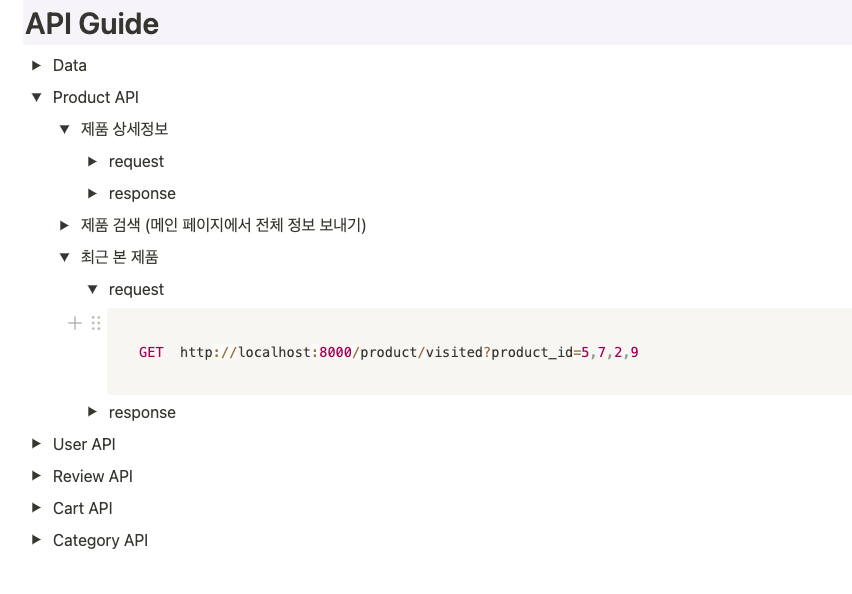 API Guide
Data
Product API
제품 상세정보
request
response
제품 검색 (메인 페이지에서 전체 정보 보내기)
최근 본 제품
request
GET  http://localhost:8000/product/visited?product_id=5,7,2,9
response
User API
Review API
Cart API
Category API